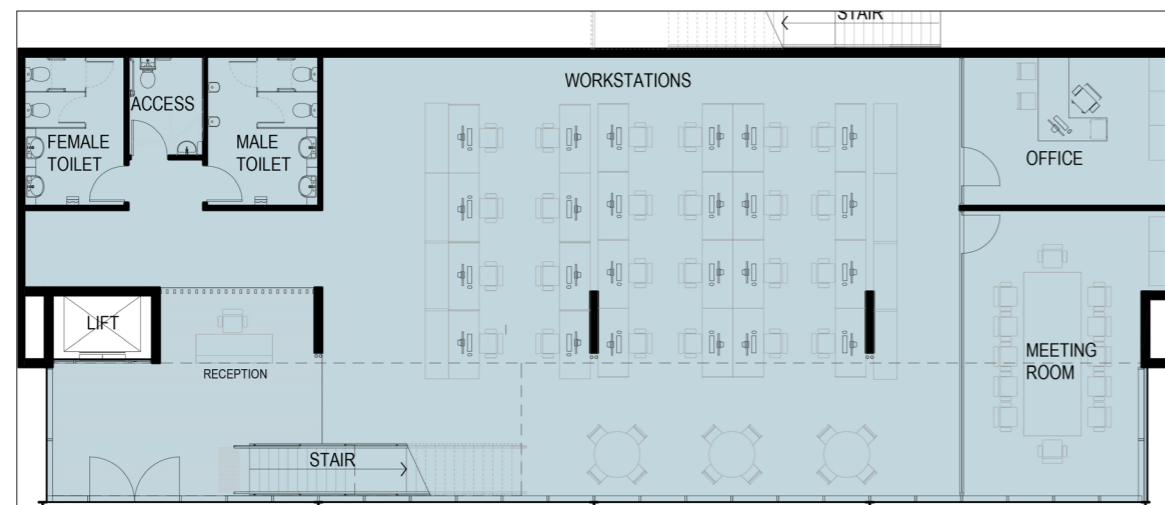 STAIR
WORKSTATIONS
ACCESS
FEMALE
TOILET
MALE
TOILET
OFFICE
LIFT
RECEPTION
MEETING
ROOM
STAIR